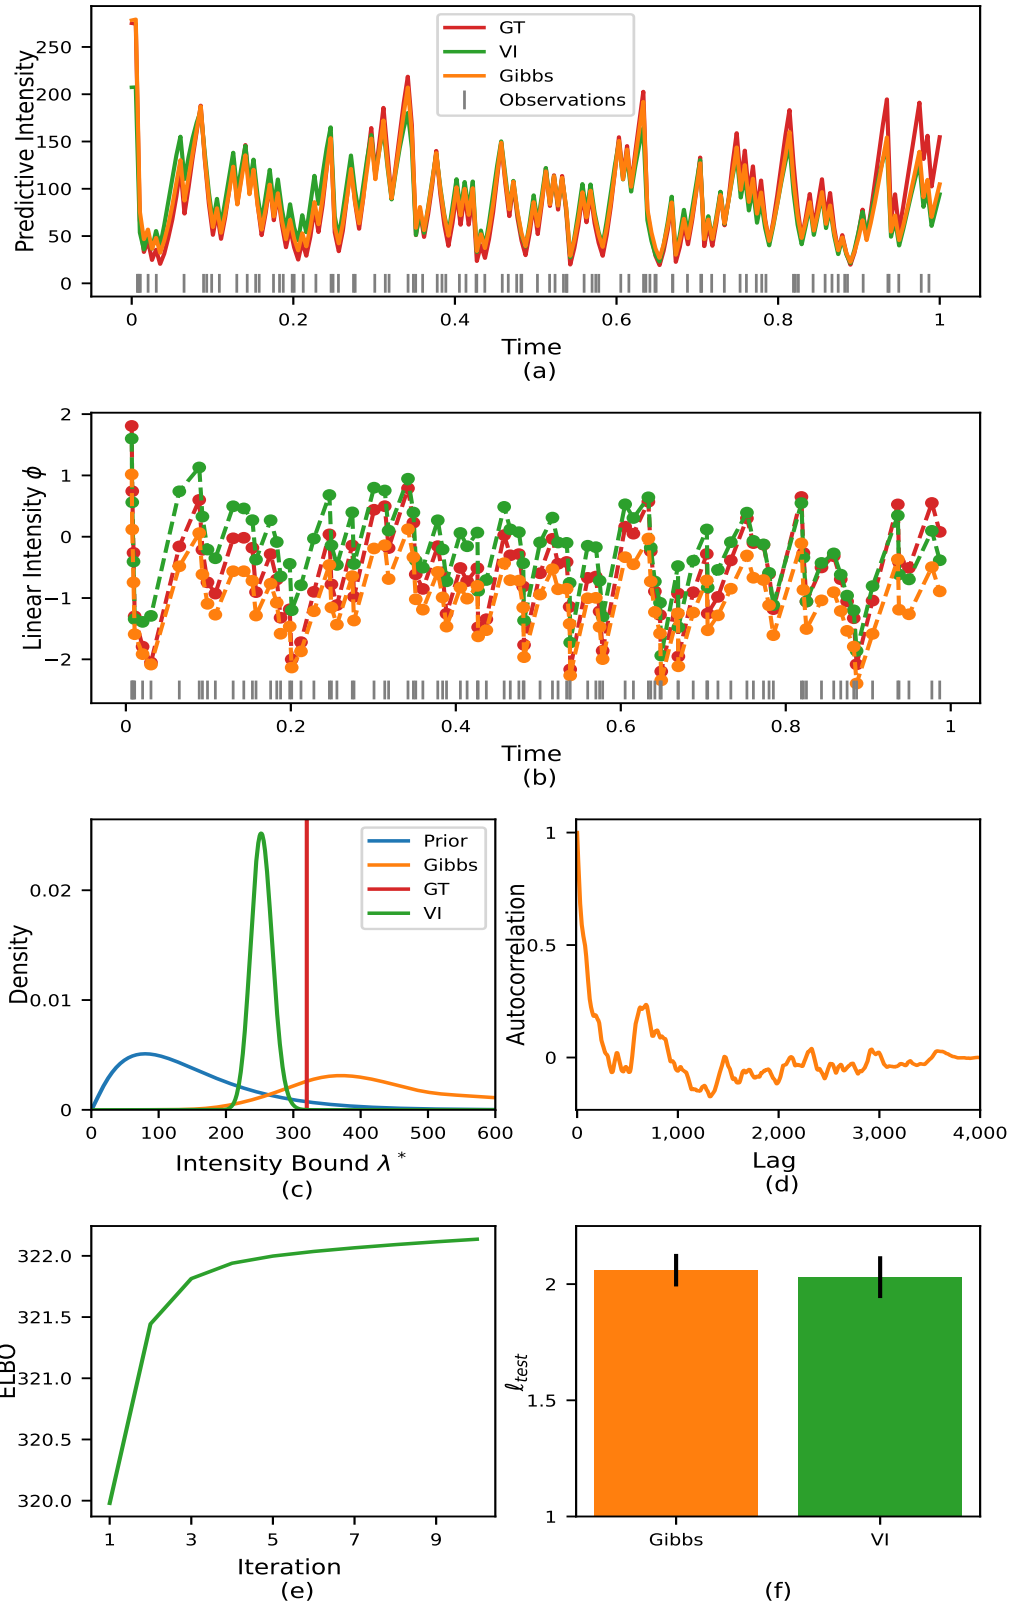 GT
VI
Gibbs
Observations
Predictive Intensity
250
200
150
100
50
0
0
0.2
0.4
0.6
0.8
1
Time
(a)
Linear Intensity ϕ
2
1
0
−1
−2
0
0.2
0.4
0.6
0.8
1
Time
(b)
Prior
Gibbs
GT
VI
Density
0.02
0.01
0
0
100
200
300
400
500
600
Intensity Bound λ*
(c)
Autocorrelation
1
0.5
0
0
1,000
2,000
3,000
4,000
Lag
(d)
ELBO
322.0
321.5
321.0
320.5
320.0
1
3
5
7
9
Iteration
(e)
ℓtest
2
1.5
1
Gibbs
VI
(f)